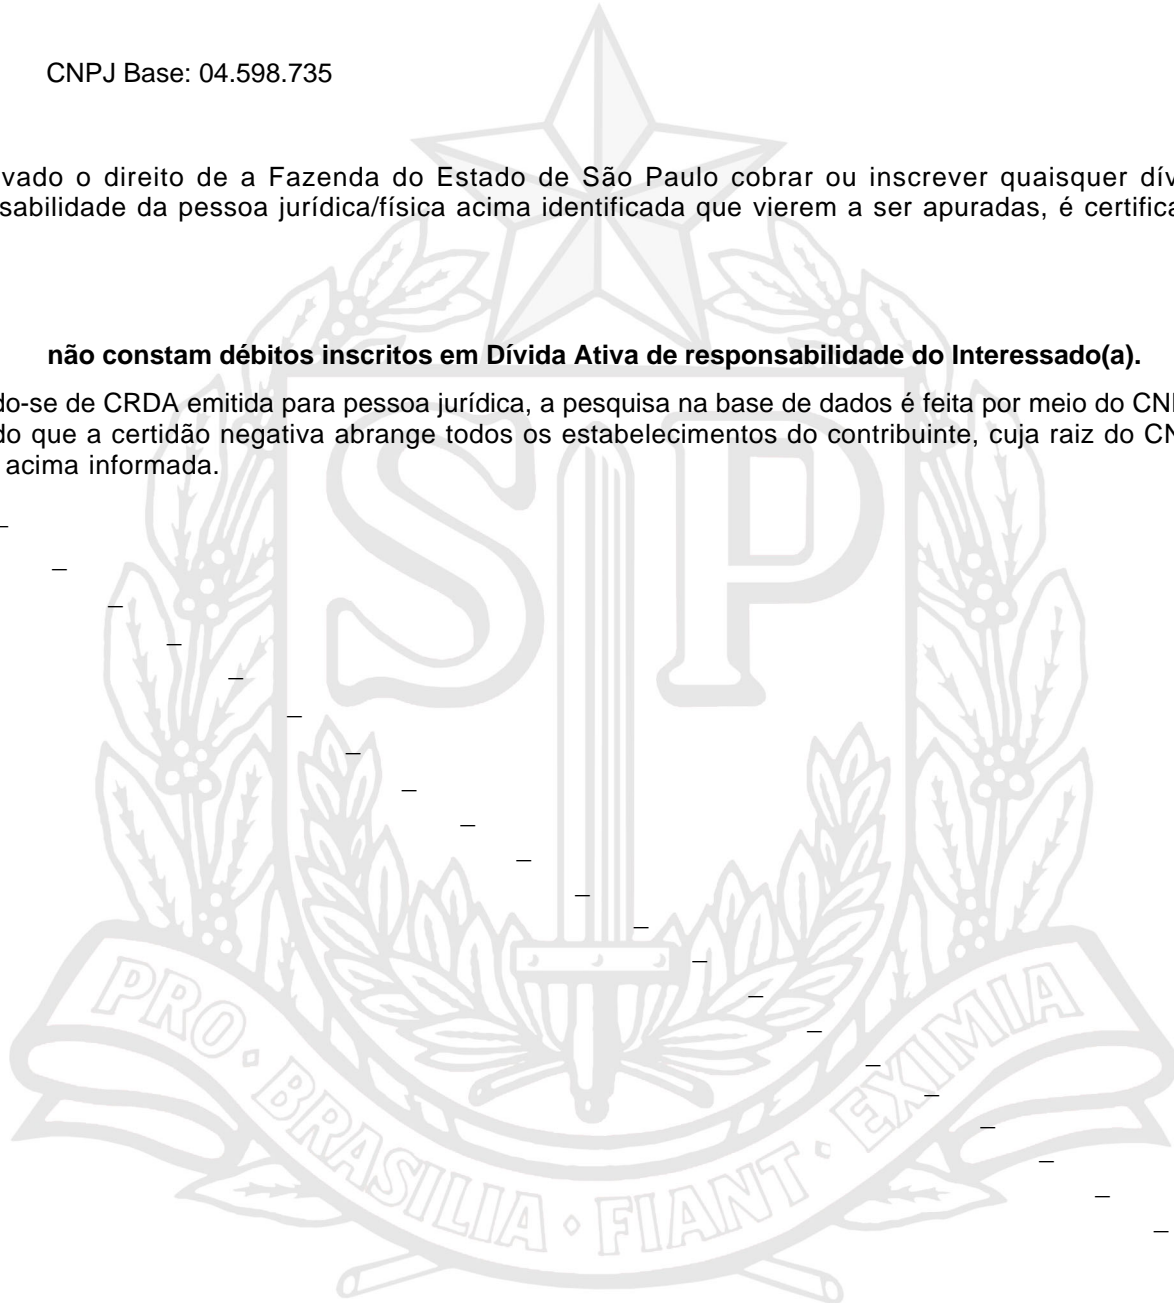 CNPJ Base: 04.598.735
vado o direito de a Fazenda do Estado de São Paulo cobrar ou inscrever quaisquer dív
sabilidade da pessoa jurídica/física acima identificada que vierem a ser apuradas, é certifica
não constam débitos inscritos em Dívida Ativa de responsabilidade do Interessado(a).
do-se de CRDA emitida para pessoa jurídica, a pesquisa na base de dados é feita por meio do CN
do que a certidão negativa abrange todos os estabelecimentos do contribuinte, cuja raiz do CN
acima informada.
SP
PRO · BRASILIA · FIANT · EXIMIA